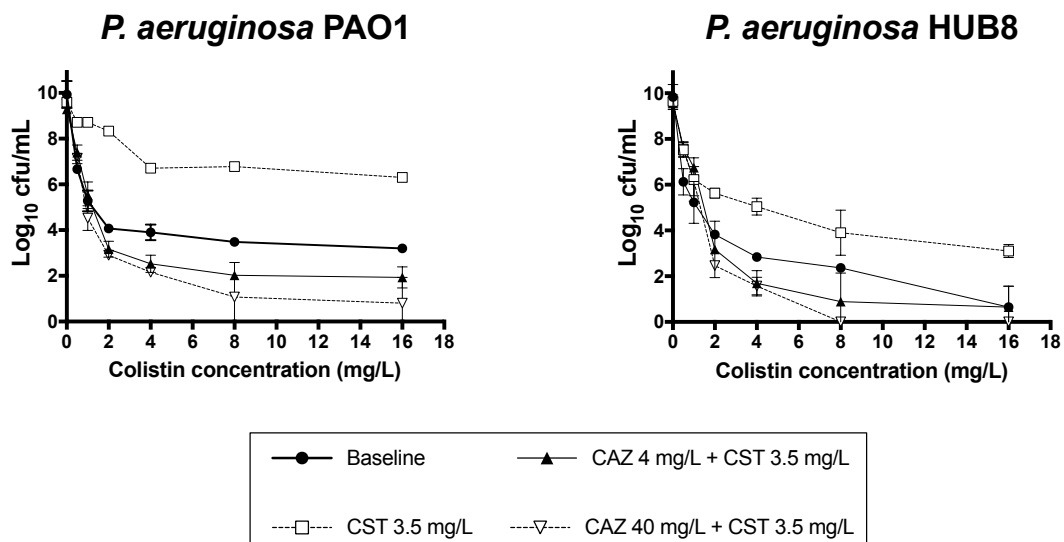 P. aeruginosa PAO1
Log10 cfu/mL
10
8
6
4
2
0
0 2 4 6 8 10 12 14 16 18
Colistin concentration (mg/L)
P. aeruginosa HUB8
Log10 cfu/mL
10
8
6
4
2
0
0 2 4 6 8 10 12 14 16 18
Colistin concentration (mg/L)
Baseline
CAZ 4 mg/L + CST 3.5 mg/L
CST 3.5 mg/L
CAZ 40 mg/L + CST 3.5 mg/L